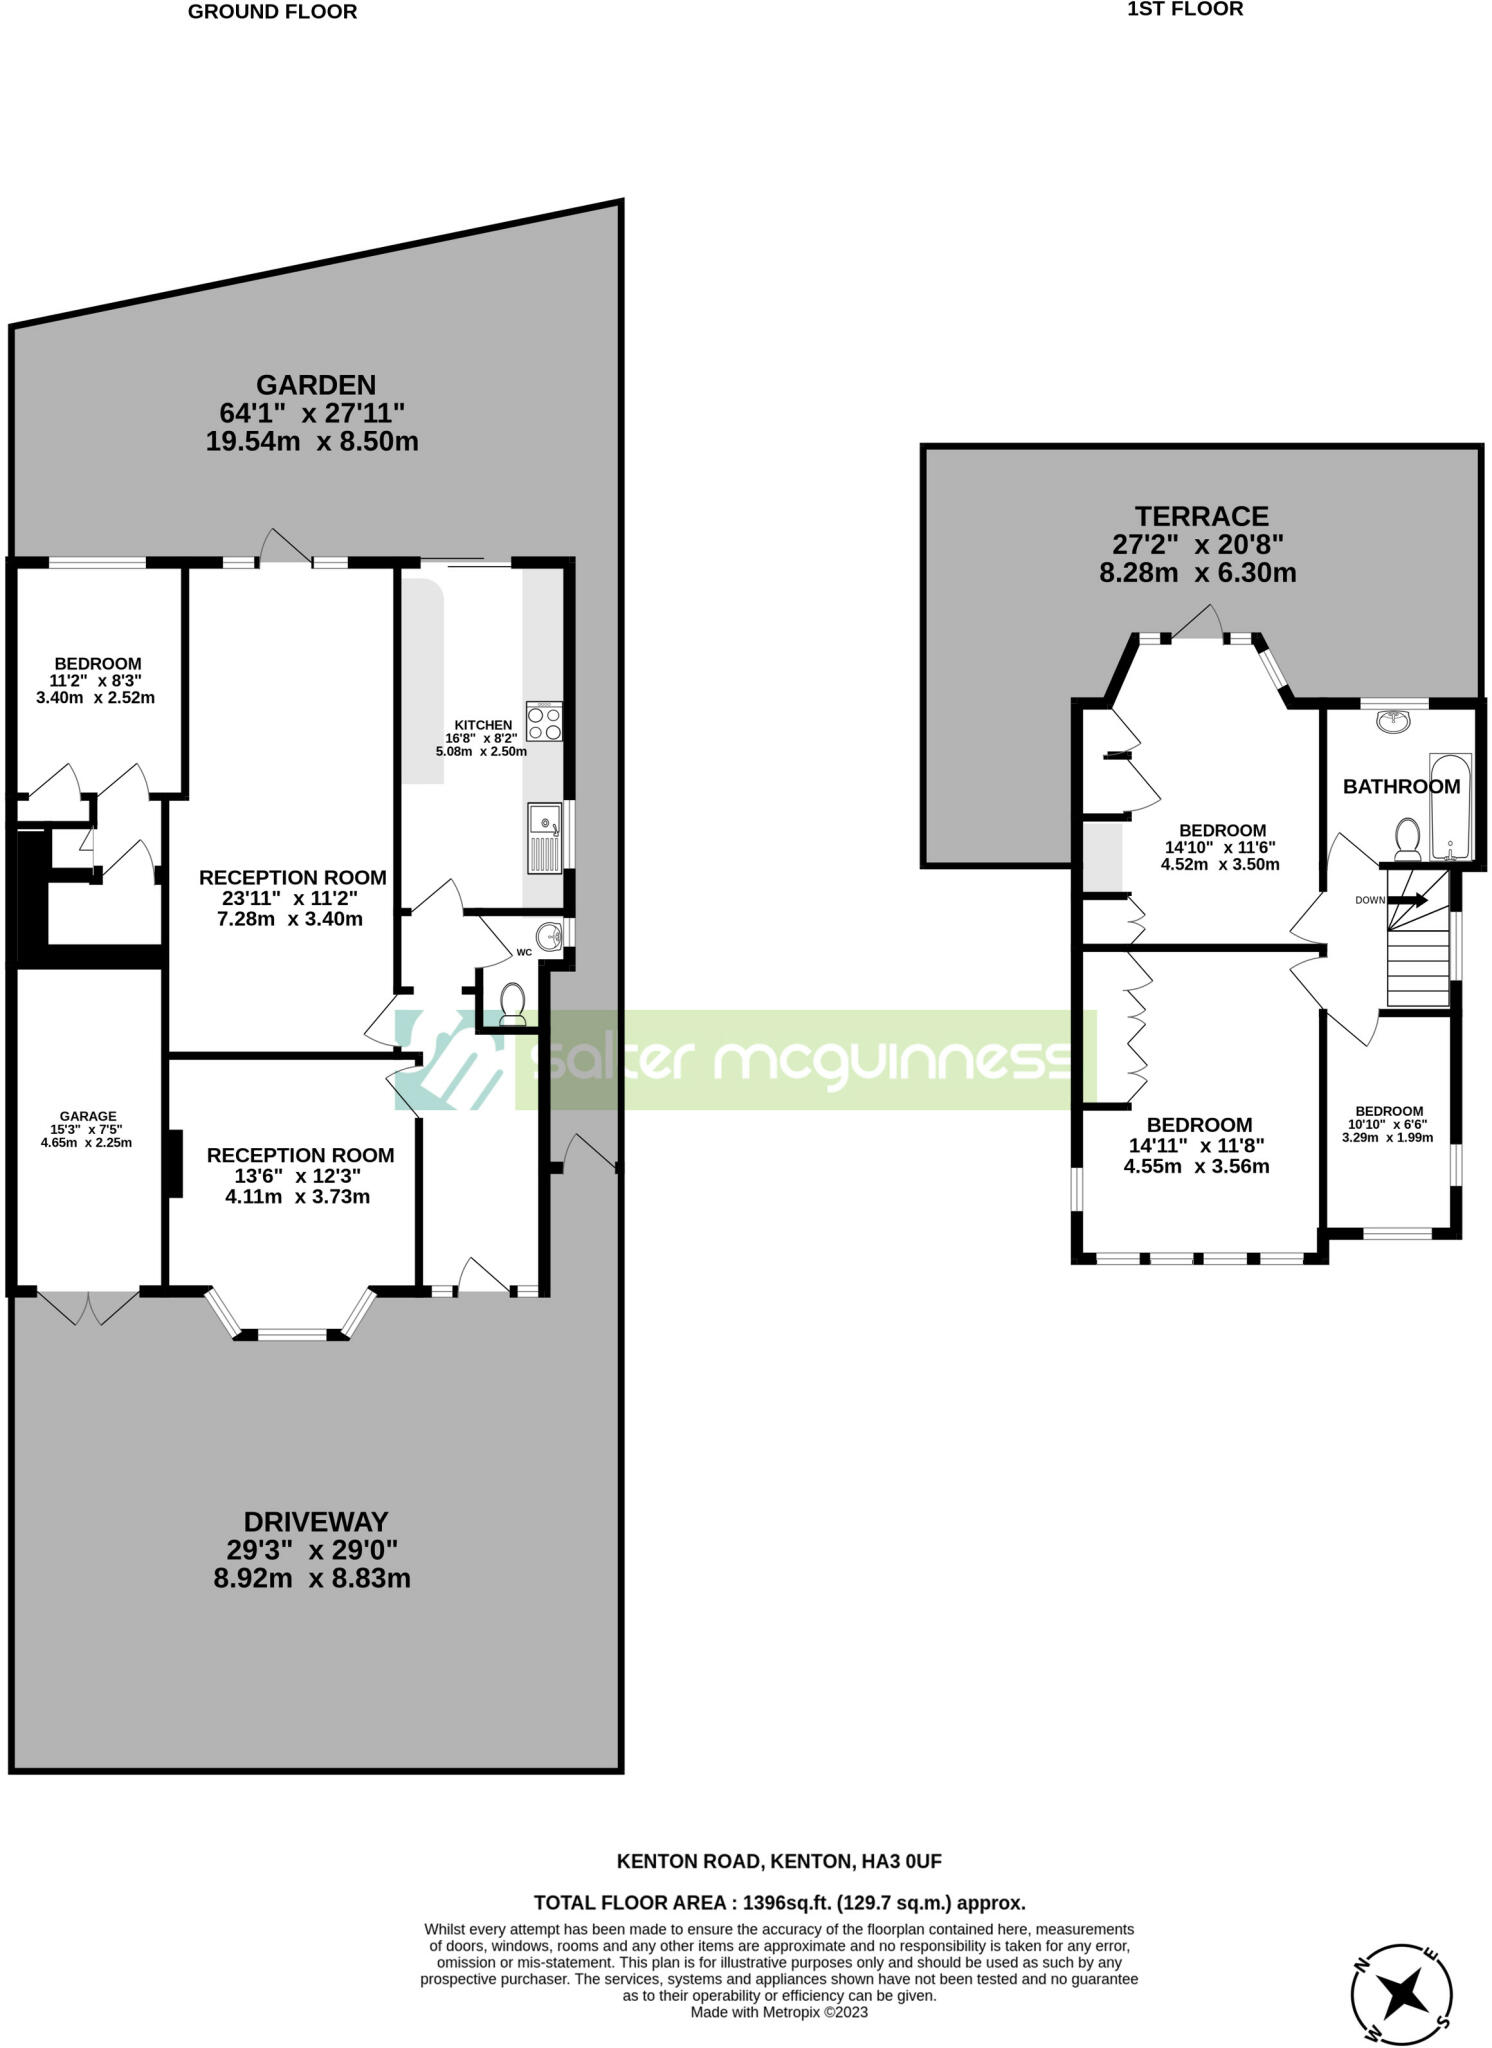 GROUND FLOOR
1ST FLOOR
GARDEN
64'1" x 27'11"
19.54m x 8.50m
TERRACE
27'2" x 20'8"
8.28m x 6.30m
BEDROOM
11'2" x 8'3"
3.40m x 2.52m
KITCHEN
16'8" x 8'2"
5.08m x 2.50m
BATHROOM
BEDROOM
14'10" x 11'6"
4.52m x 3.50m
RECEPTION ROOM
23'11" x 11'2"
7.28m x 3.40m
DOWN
WC
salter mcguinness
GARAGE
15'3" x 7'5"
4.65m x 2.25m
RECEPTION ROOM
13'6" x 12'3"
4.11m x 3.73m
BEDROOM
14'11" x 11'8"
4.55m x 3.56m
BEDROOM
10'10" x 6'6"
3.29m x 1.99m
DRIVEWAY
29'3" x 29'0"
8.92m x 8.83m
KENTON ROAD, KENTON, HA3 0UF
TOTAL FLOOR AREA : 1396sq.ft. (129.7 sq.m.) approx.
Whilst every attempt has been made to ensure the accuracy of the floorplan contained here, measurements
of doors, windows, rooms and any other items are approximate and no responsibility is taken for any error,
omission or mis-statement. This plan is for illustrative purposes only and should be used as such by any
prospective purchaser. The services, systems and appliances shown have not been tested and no guarantee
as to their operability or efficiency can be given.
Made with Metropix ©2023
N
E
W
S